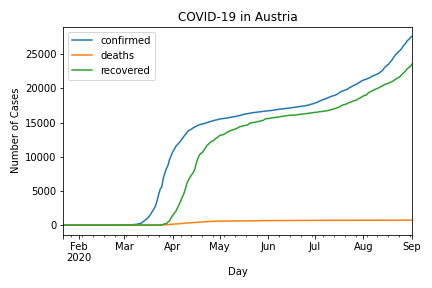 COVID-19 in Austria
confirmed
deaths
recovered
Number of Cases
25000
20000
15000
10000
5000
0
Feb Mar Apr May Jun Jul Aug Sep
2020
Day